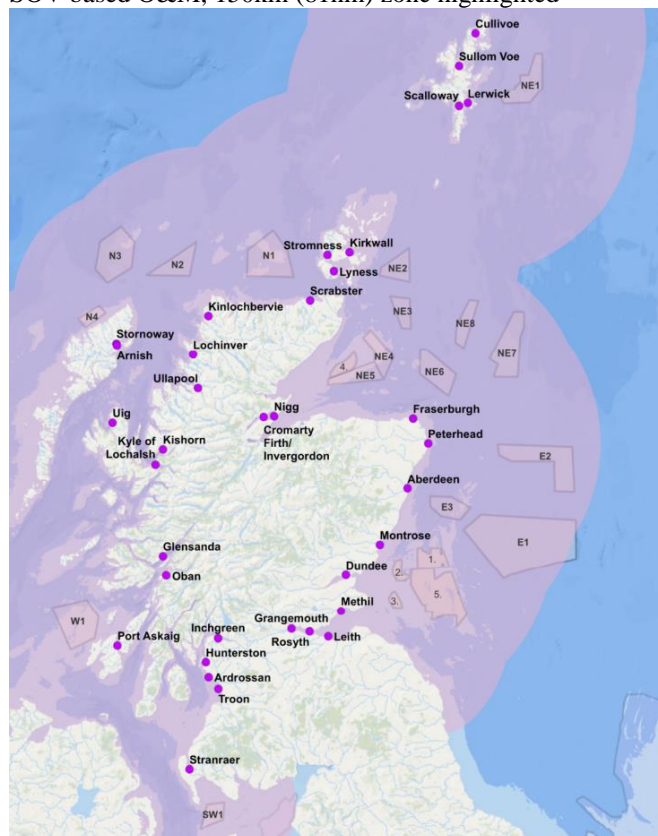 SOV-based O&M, 150km (81nm) zone highlighted
Cullivoe
Sullom Voe
NE1
Scalloway
Lerwick
N3
N2
N1
Stromness
Kirkwall
Lyness
NE2
Scrabster
N4
Kinlochbervie
NE3
NE8
Stornoway
Arnish
Lochinver
NE4
NE7
4.
NE5
NE6
Ullapool
Uig
Nigg
Cromarty
Firth/
Invergordon
Fraserburgh
Peterhead
Kyle of
Lochalsh
Kishorn
E2
Aberdeen
E3
E1
Montrose
Glensanda
1.
2.
Dundee
Oban
3.
5.
Methil
W1
Grangemouth
Inchgreen
Rosyth
Leith
Port Askaig
Hunterston
Ardrossan
Troon
Stranraer
SW1